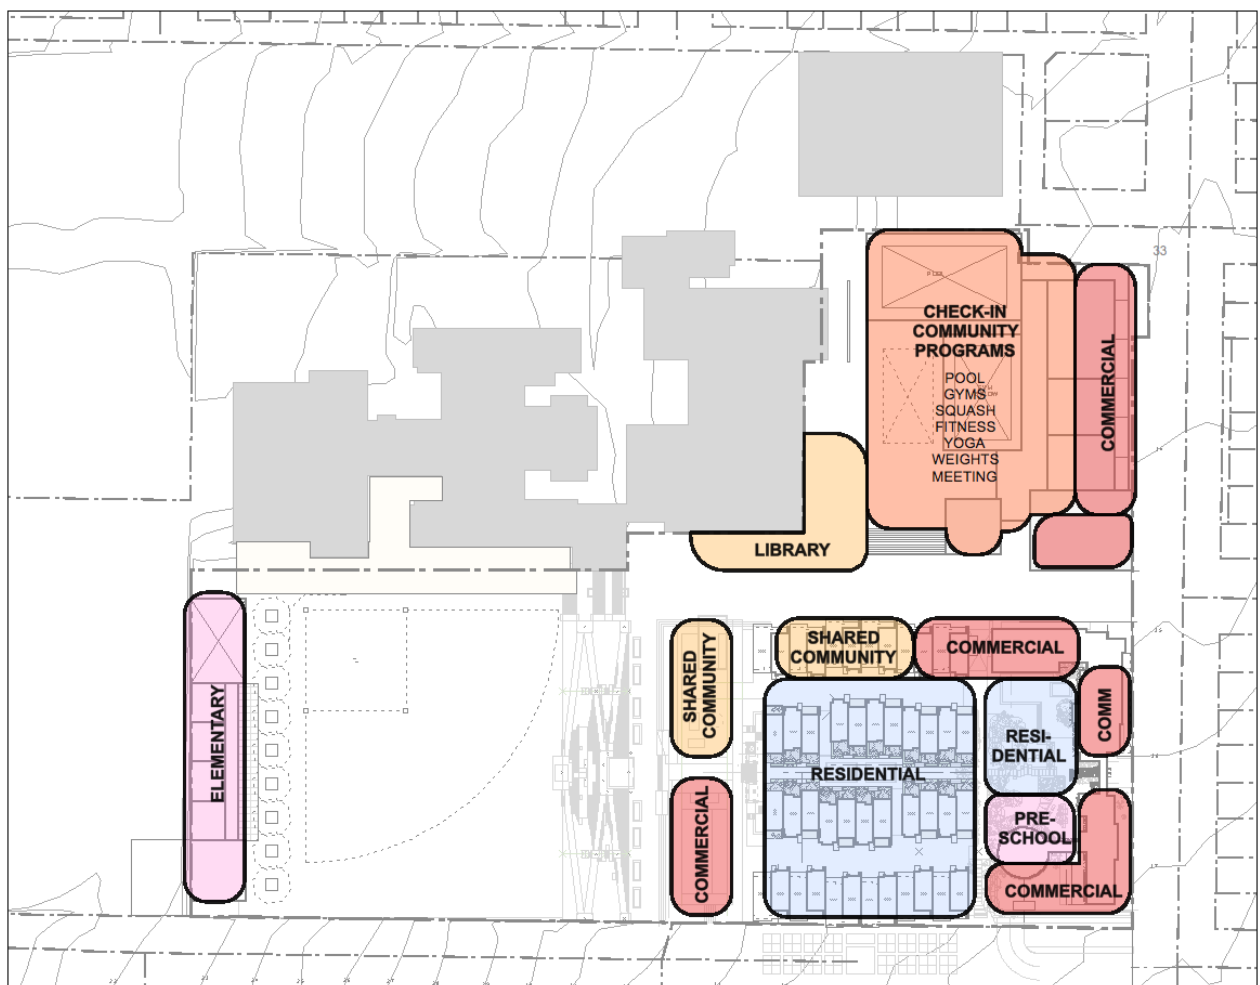 33
CHECK-IN
COMMUNITY
PROGRAMS
POOL
GYMS
SQUASH
FITNESS
YOGA
WEIGHTS
MEETING
COMMERCIAL
LIBRARY
SHARED
COMMUNITY
SHARED
COMMUNITY
COMMERCIAL
ELEMENTARY
COMM
RESI-
DENTIAL
RESIDENTIAL
PRE-
SCHOOL
COMMERCIAL
COMMERCIAL